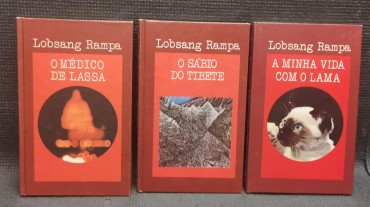 Lobsang Rampa
O MÉDICO
DE LASSA
Lobsang Rampa
O SÁBIO
DO TIBETE
Lobsang Rampa
A MINHA VIDA
COM O LAMA